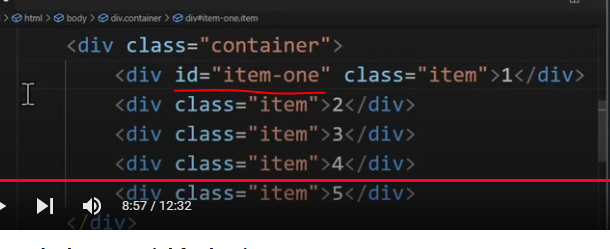 > html > body > div.container > div#item-one.item
<div class="container">
<div id="item-one" class="item">1</div>
<div class="item">2</div>
<div class="item">3</div>
<div class="item">4</div>
<div class="item">5</div>
</div>
8:57 / 12:32